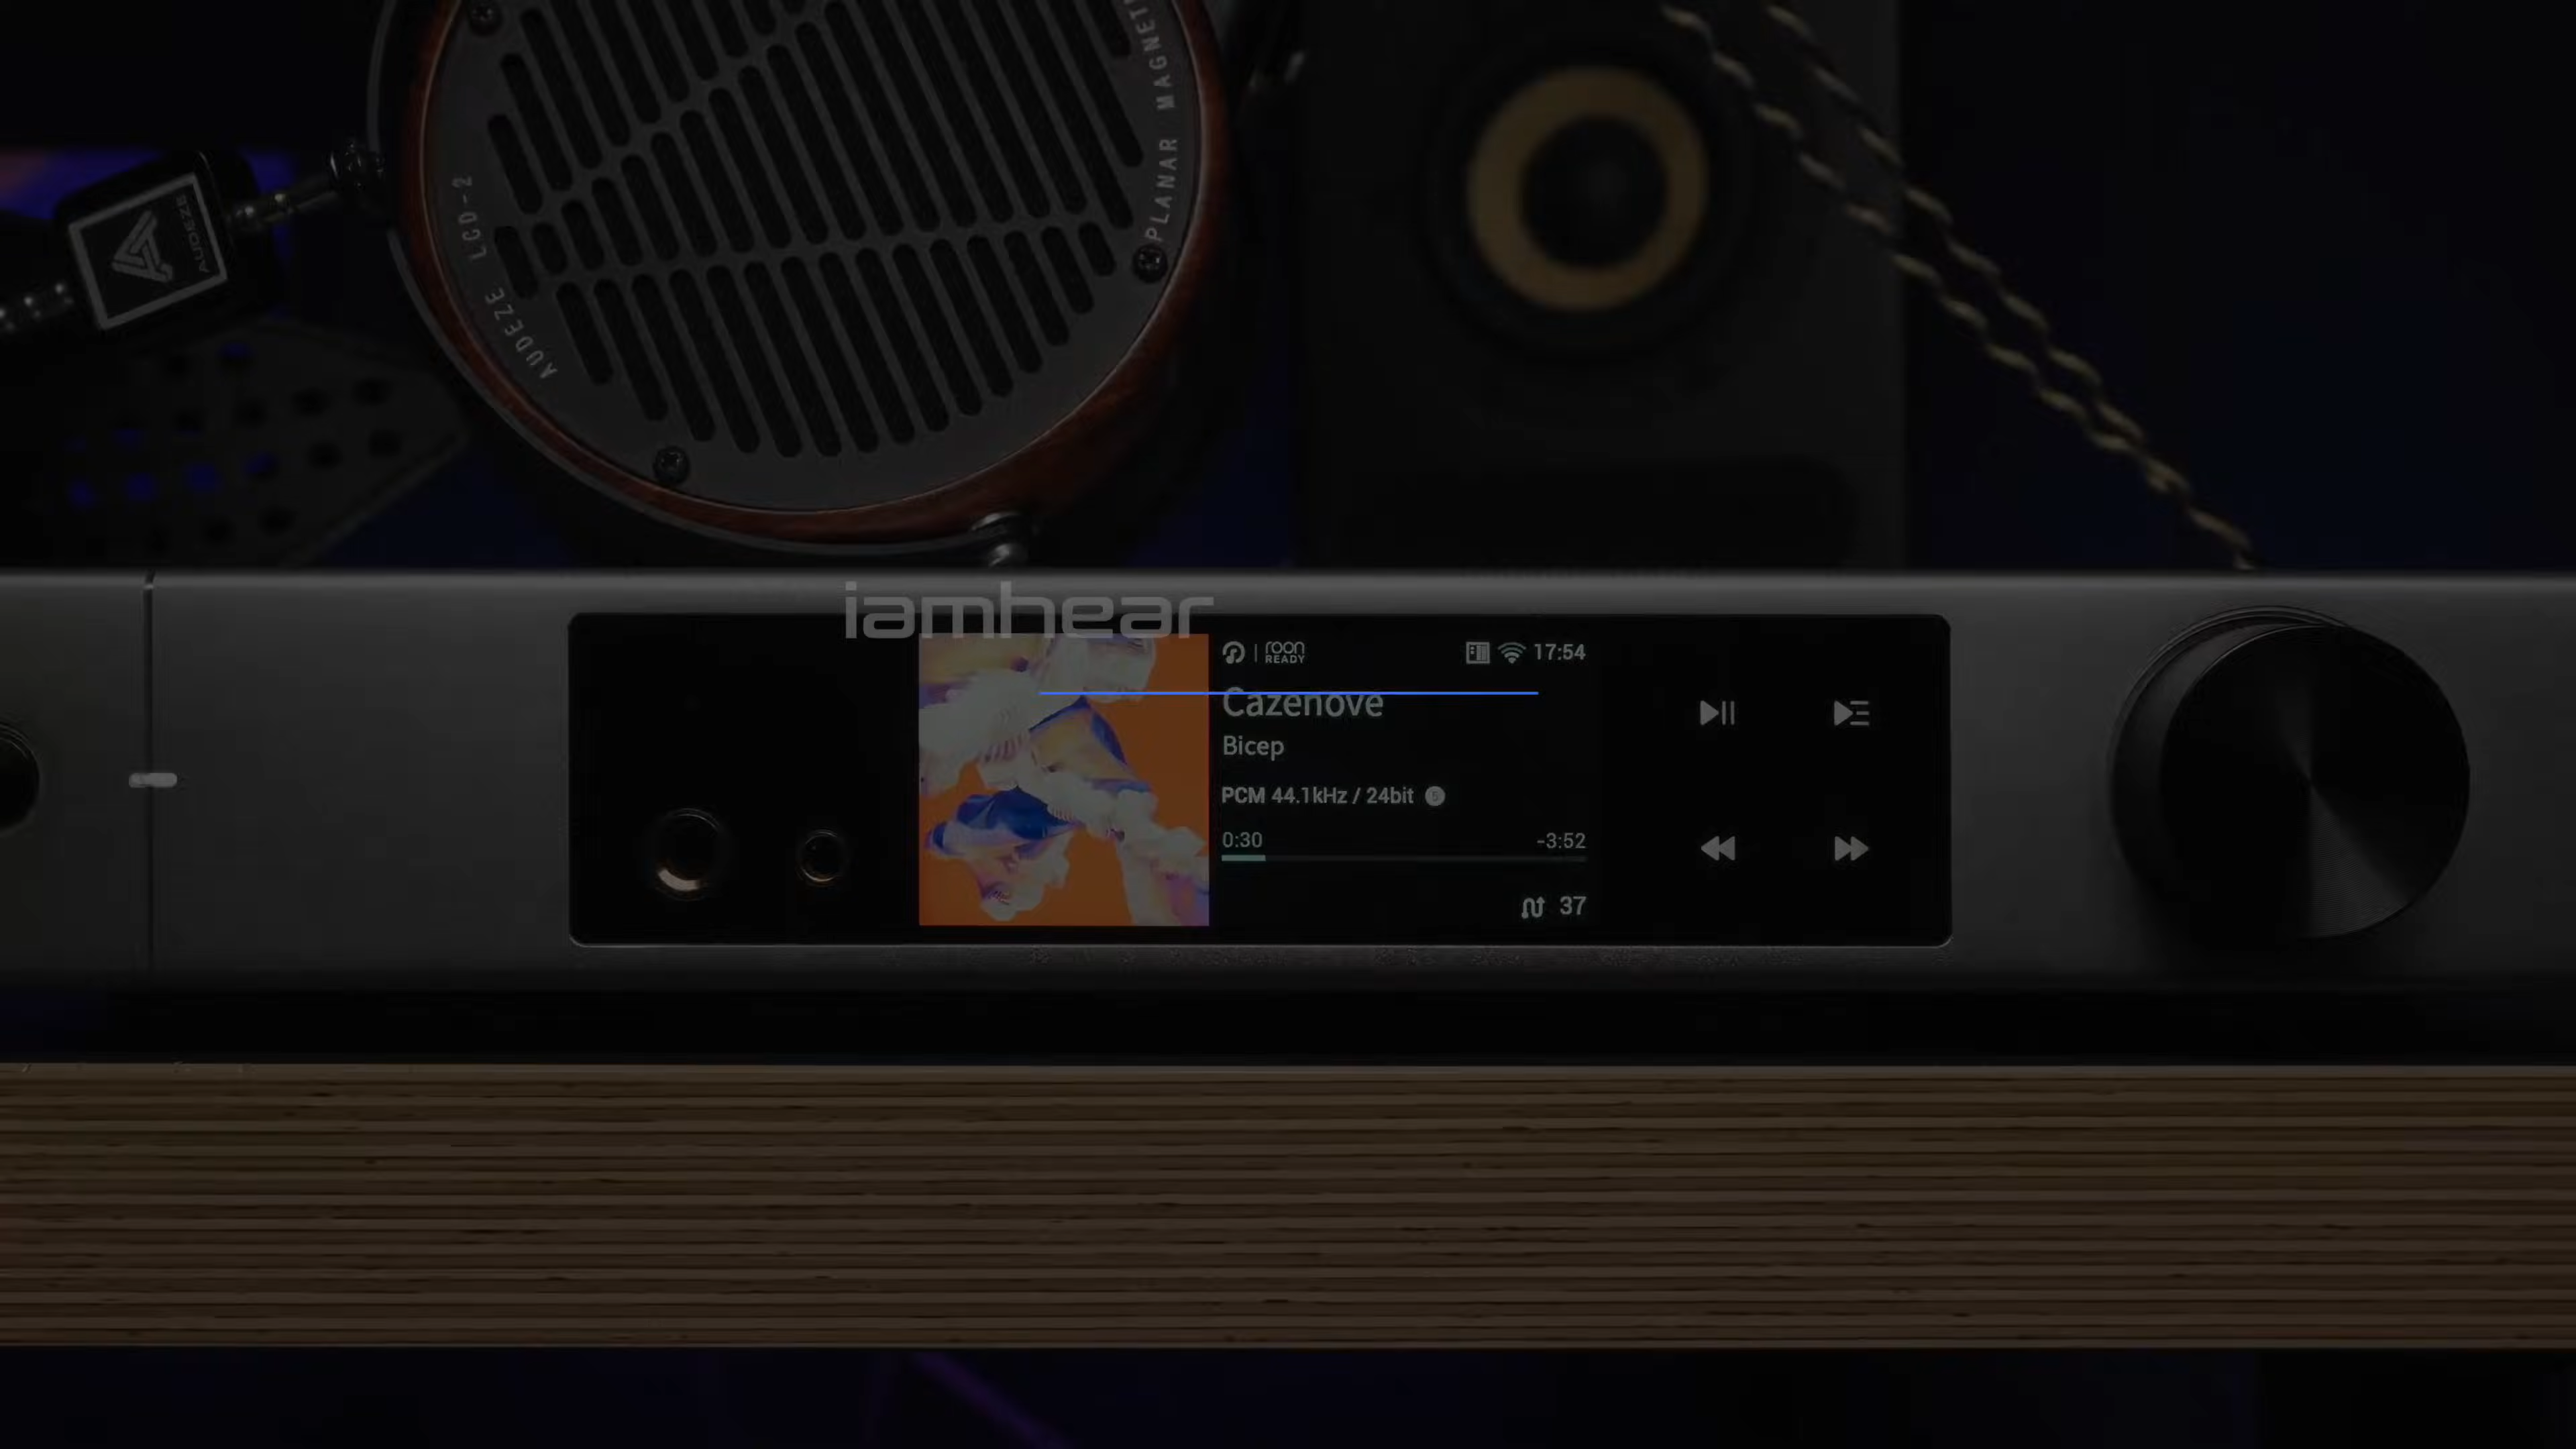 PLANAR MAGNET
AUDEZE LCD-2
AUDEZE
iamhear
roon
READY
17:54
Cazenove
Bicep
PCM 44.1kHz / 24bit
0:30
-3:52
37